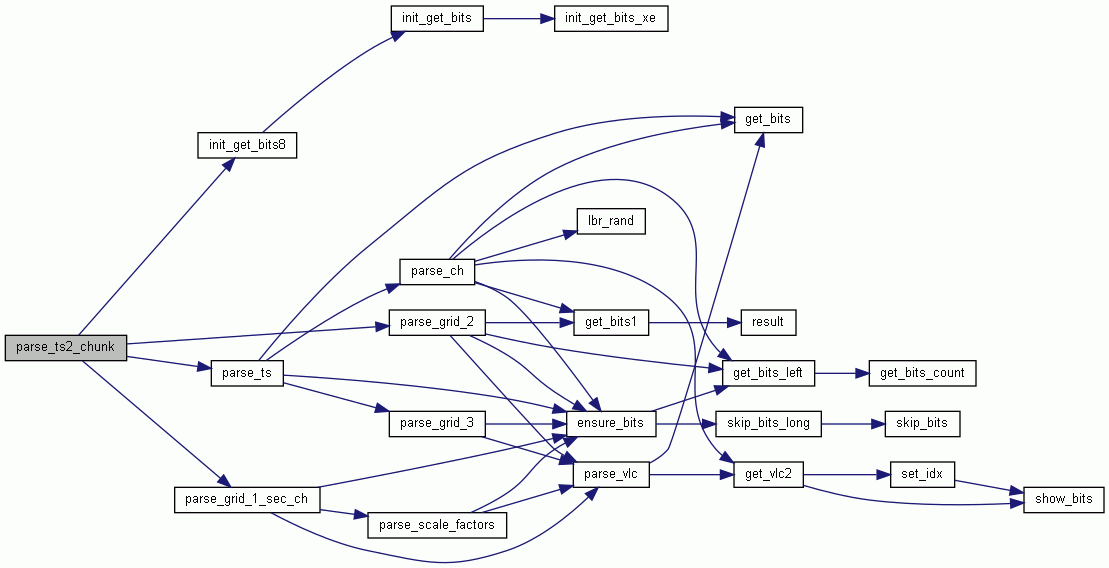 init_get_bits
init_get_bits_xe
get_bits
init_get_bits8
lbr_rand
parse_ch
parse_grid_2
get_bits1
result
parse_ts2_chunk
parse_ts
get_bits_left
get_bits_count
parse_grid_3
ensure_bits
skip_bits_long
skip_bits
parse_vlc
get_vlc2
set_idx
parse_grid_1_sec_ch
show_bits
parse_scale_factors